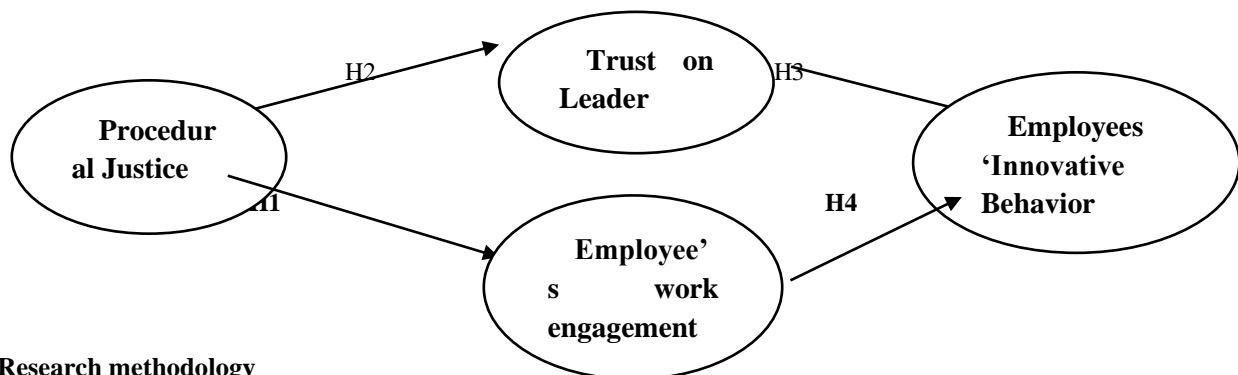 H2
Trust on
Leader
H3
Procedur
al Justice
Employees
‘Innovative
Behavior
H1
H4
Employee’
s work
engagement
Research methodology